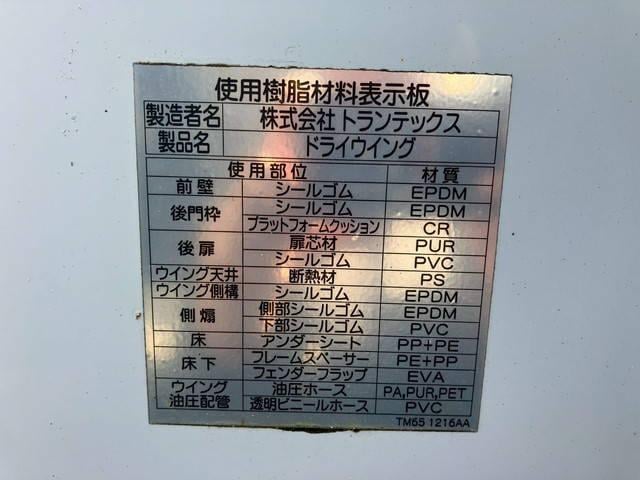 使用樹脂材料表示板
製造者名 株式会社トランテックス
製品名 ドライウイング
使用部位 材質
前壁 シールゴム EPDM
後門枠 シールゴム EPDM
プラットフォームクッション CR
後扉 扉芯材 PUR
シールゴム PVC
ウイング天井 断熱材 PS
ウイング側構 シールゴム EPDM
側煽 側部シールゴム EPDM
下部シールゴム PVC
床 アンダーシート PP+PE
床下 フレームスペーサー PE+PP
フェンダーフラップ EVA
ウイング油圧配管 油圧ホース PA,PUR,PET
透明ビニールホース PVC
TM65 1216AA